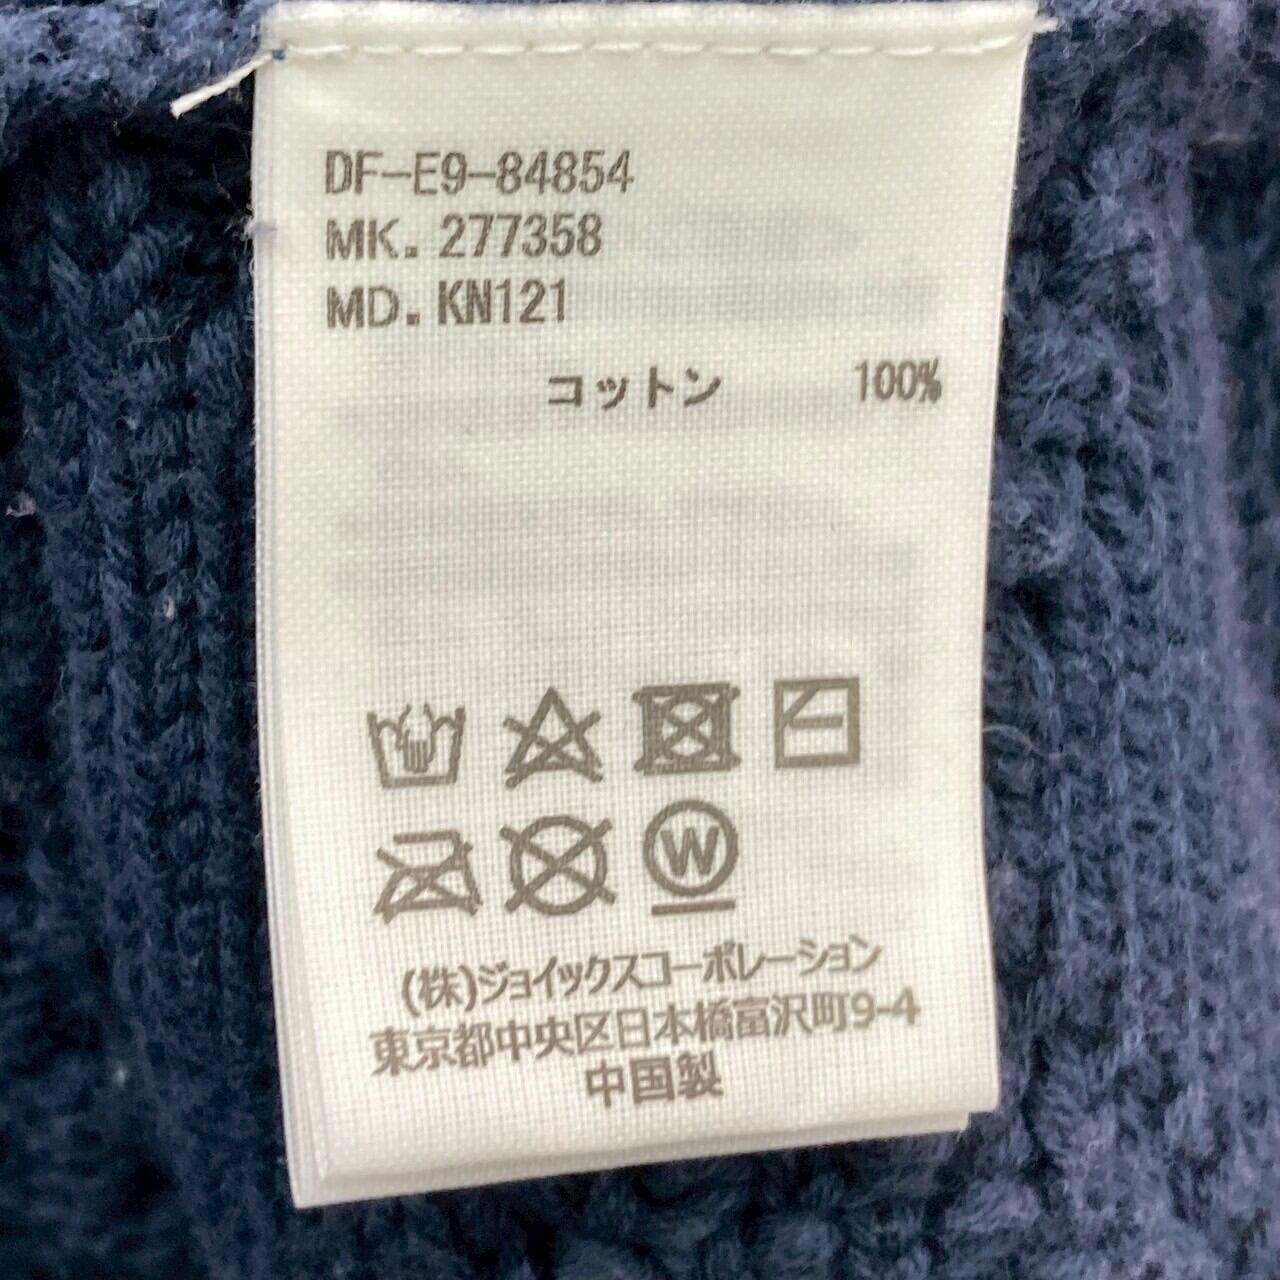 DF-E9-84854
MK. 277358
MD. KN121
コットン 100%
W
(株)ジョイックスコーポレーション
東京都中央区日本橋富沢町9-4
中国製